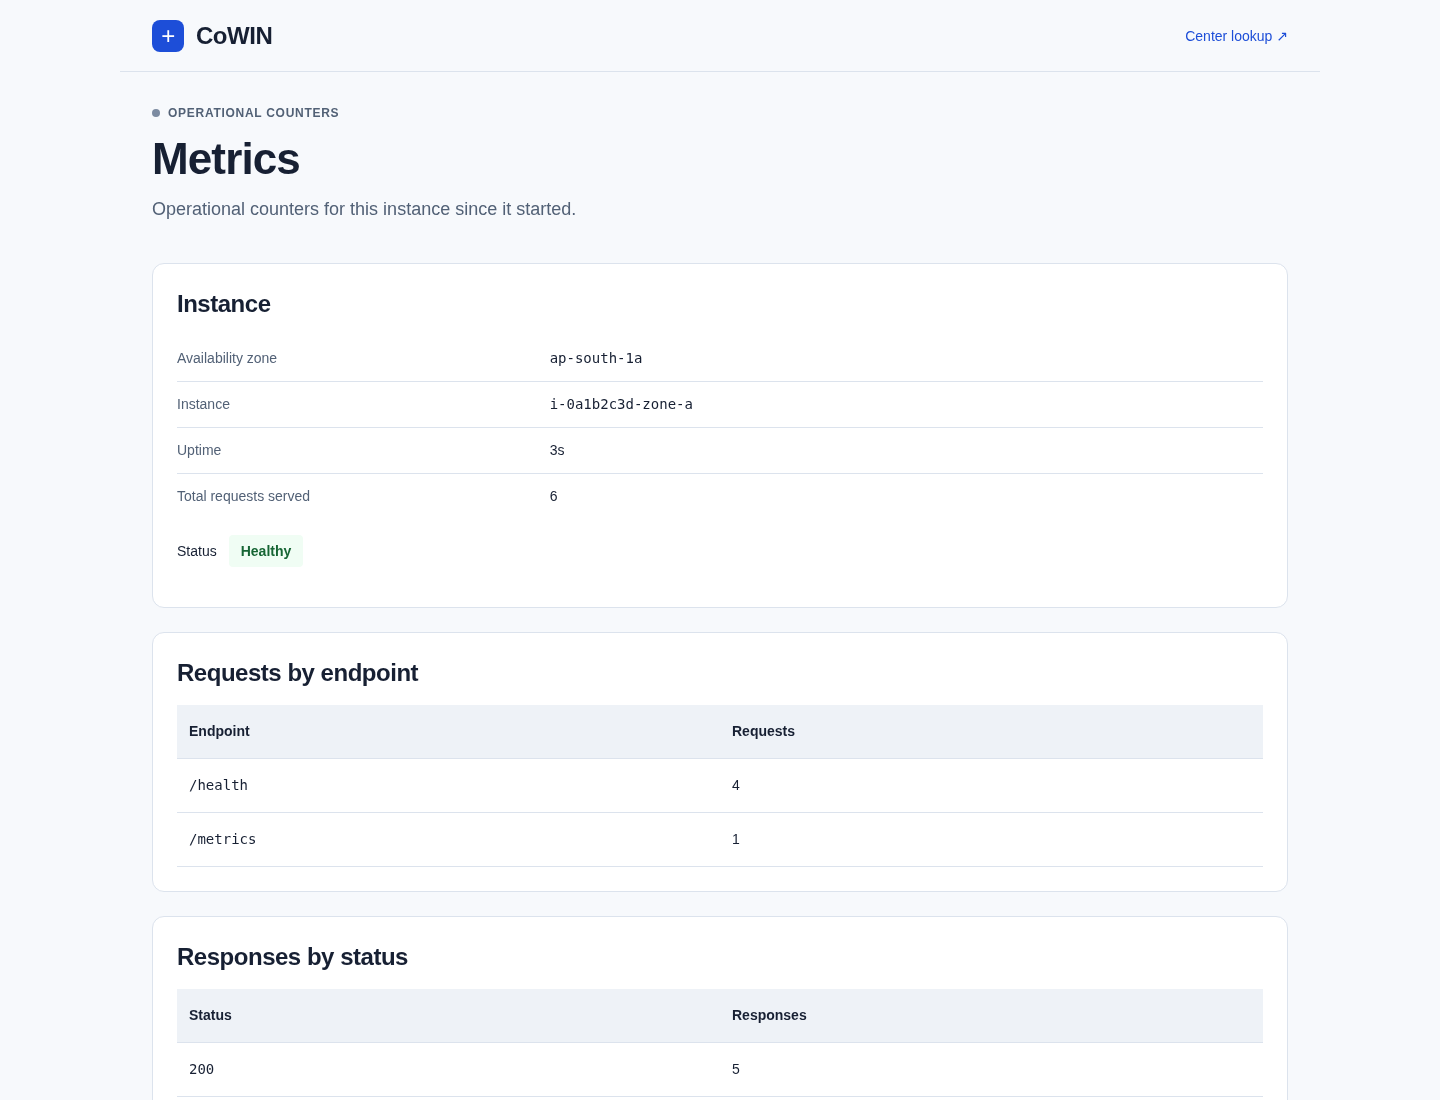 + CoWIN
Center lookup ↗
OPERATIONAL COUNTERS
Metrics
Operational counters for this instance since it started.
Instance
Availability zone ap-south-1a
Instance i-0a1b2c3d-zone-a
Uptime 3s
Total requests served 6
Status Healthy
Requests by endpoint
Endpoint Requests
/health 4
/metrics 1
Responses by status
Status Responses
200 5